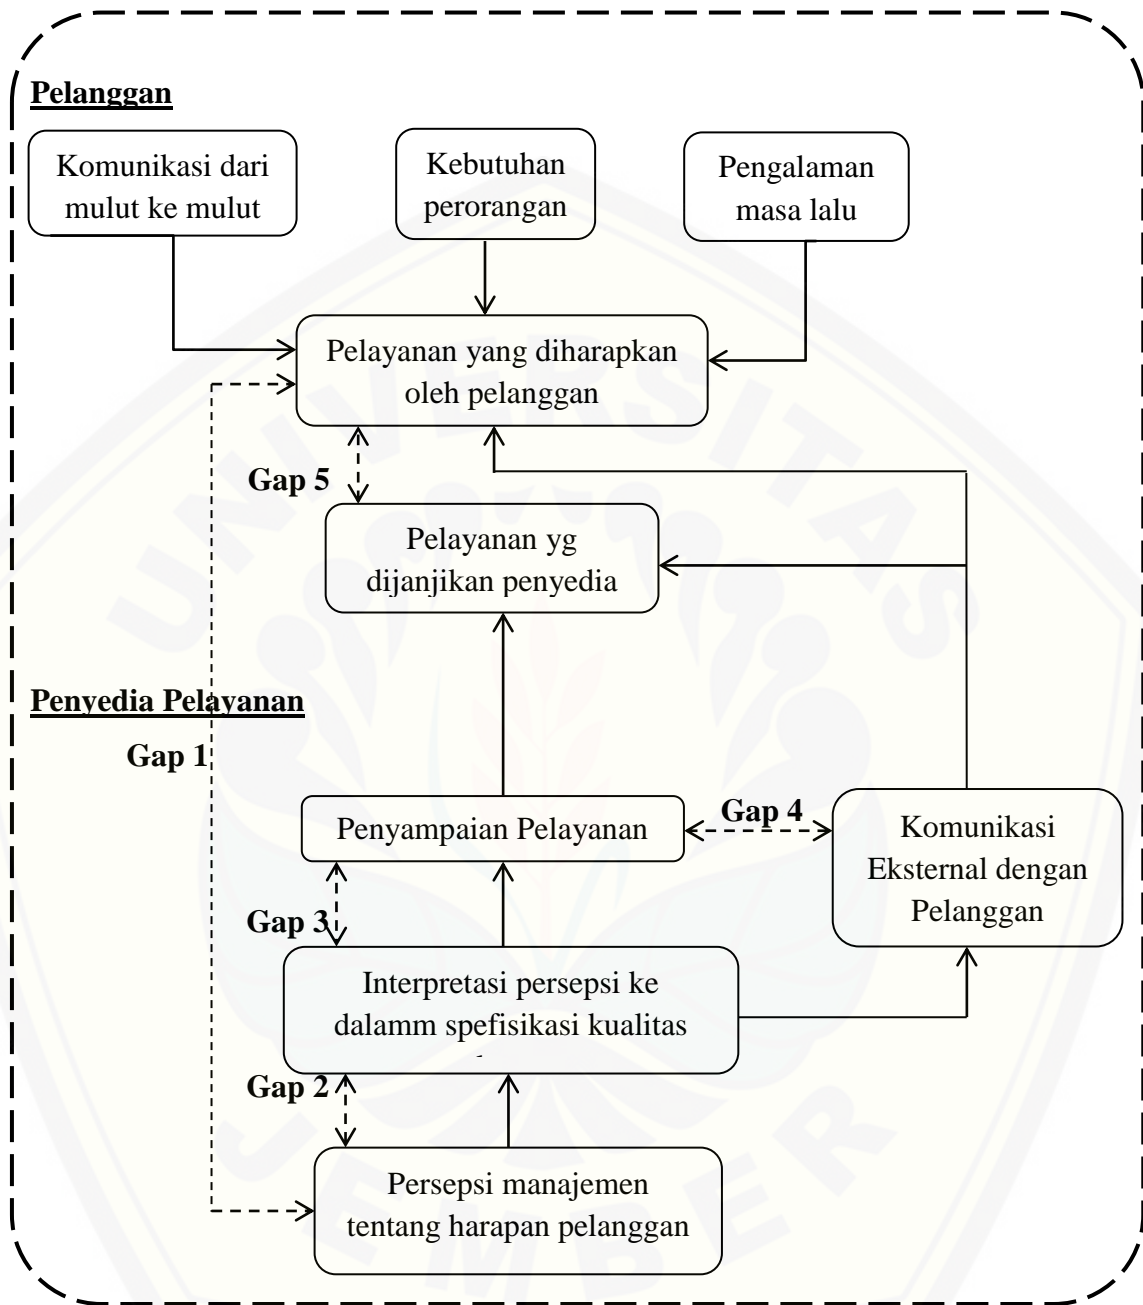 Pelanggan
Komunikasi dari
mulut ke mulut
Kebutuhan
perorangan
Pengalaman
masa lalu
Pelayanan yang diharapkan
oleh pelanggan
Gap 5
Pelayanan yg
dijanjikan penyedia
Penyedia Pelayanan
Gap 1
Penyampaian Pelayanan
Gap 4
Komunikasi
Eksternal dengan
Pelanggan
Gap 3
Interpretasi persepsi ke
dalamm spefisikasi kualitas
Gap 2
Persepsi manajemen
tentang harapan pelanggan
UNIVERSITAS
JEMBER